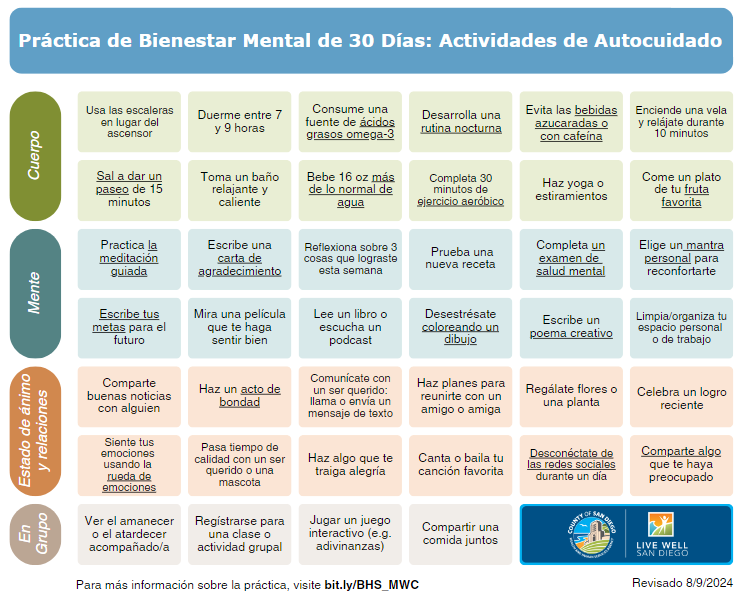 Práctica de Bienestar Mental de 30 Días: Actividades de Autocuidado
Cuerpo
Usa las escaleras
en lugar del
ascensor
Duerme entre 7
y 9 horas
Consume una
fuente de ácidos
grasos omega-3
Desarrolla una
rutina nocturna
Evita las bebidas
azucaradas o
con cafeína
Enciende una vela
y relájate durante
10 minutos
Sal a dar un
paseo de 15
minutos
Toma un baño
relajante y
caliente
Bebe 16 oz más
de lo normal de
agua
Completa 30
minutos de
ejercicio aeróbico
Haz yoga o
estiramientos
Come un plato
de tu fruta
favorita
Mente
Practica la
meditación
guiada
Escribe una
carta de
agradecimiento
Reflexiona sobre 3
cosas que lograste
esta semana
Prueba una
nueva receta
Completa un
examen de
salud mental
Elige un mantra
personal para
reconfortarte
Escribe tus
metas para el
futuro
Mira una película
que te haga
sentir bien
Lee un libro o
escucha un
podcast
Desestrésate
coloreando un
dibujo
Escribe un
poema creativo
Limpia/organiza tu
espacio personal
o de trabajo
Estado de ánimo
y relaciones
Comparte
buenas noticias
con alguien
Haz un acto de
bondad
Comunícate con
un ser querido:
llama o envía un
mensaje de texto
Haz planes para
reunirte con un
amigo o amiga
Regálate flores o
una planta
Celebra un logro
reciente
Siente tus
emociones
usando la
rueda de
emociones
Pasa tiempo de
calidad con un ser
querido o una
mascota
Haz algo que te
traiga alegría
Canta o baila tu
canción favorita
Desconéctate de
las redes sociales
durante un día
Comparte algo
que te haya
preocupado
En
Grupo
Ver el amanecer
o el atardecer
acompañado/a
Regístrarse para
una clase o
actividad grupal
Jugar un juego
interactivo (e.g.
adivinanzas)
Compartir una
comida juntos
COUNTY OF SAN DIEGO
LIVE WELL
SAN DIEGO
Para más información sobre la práctica, visite bit.ly/BHS_MWC
Revisado 8/9/2024